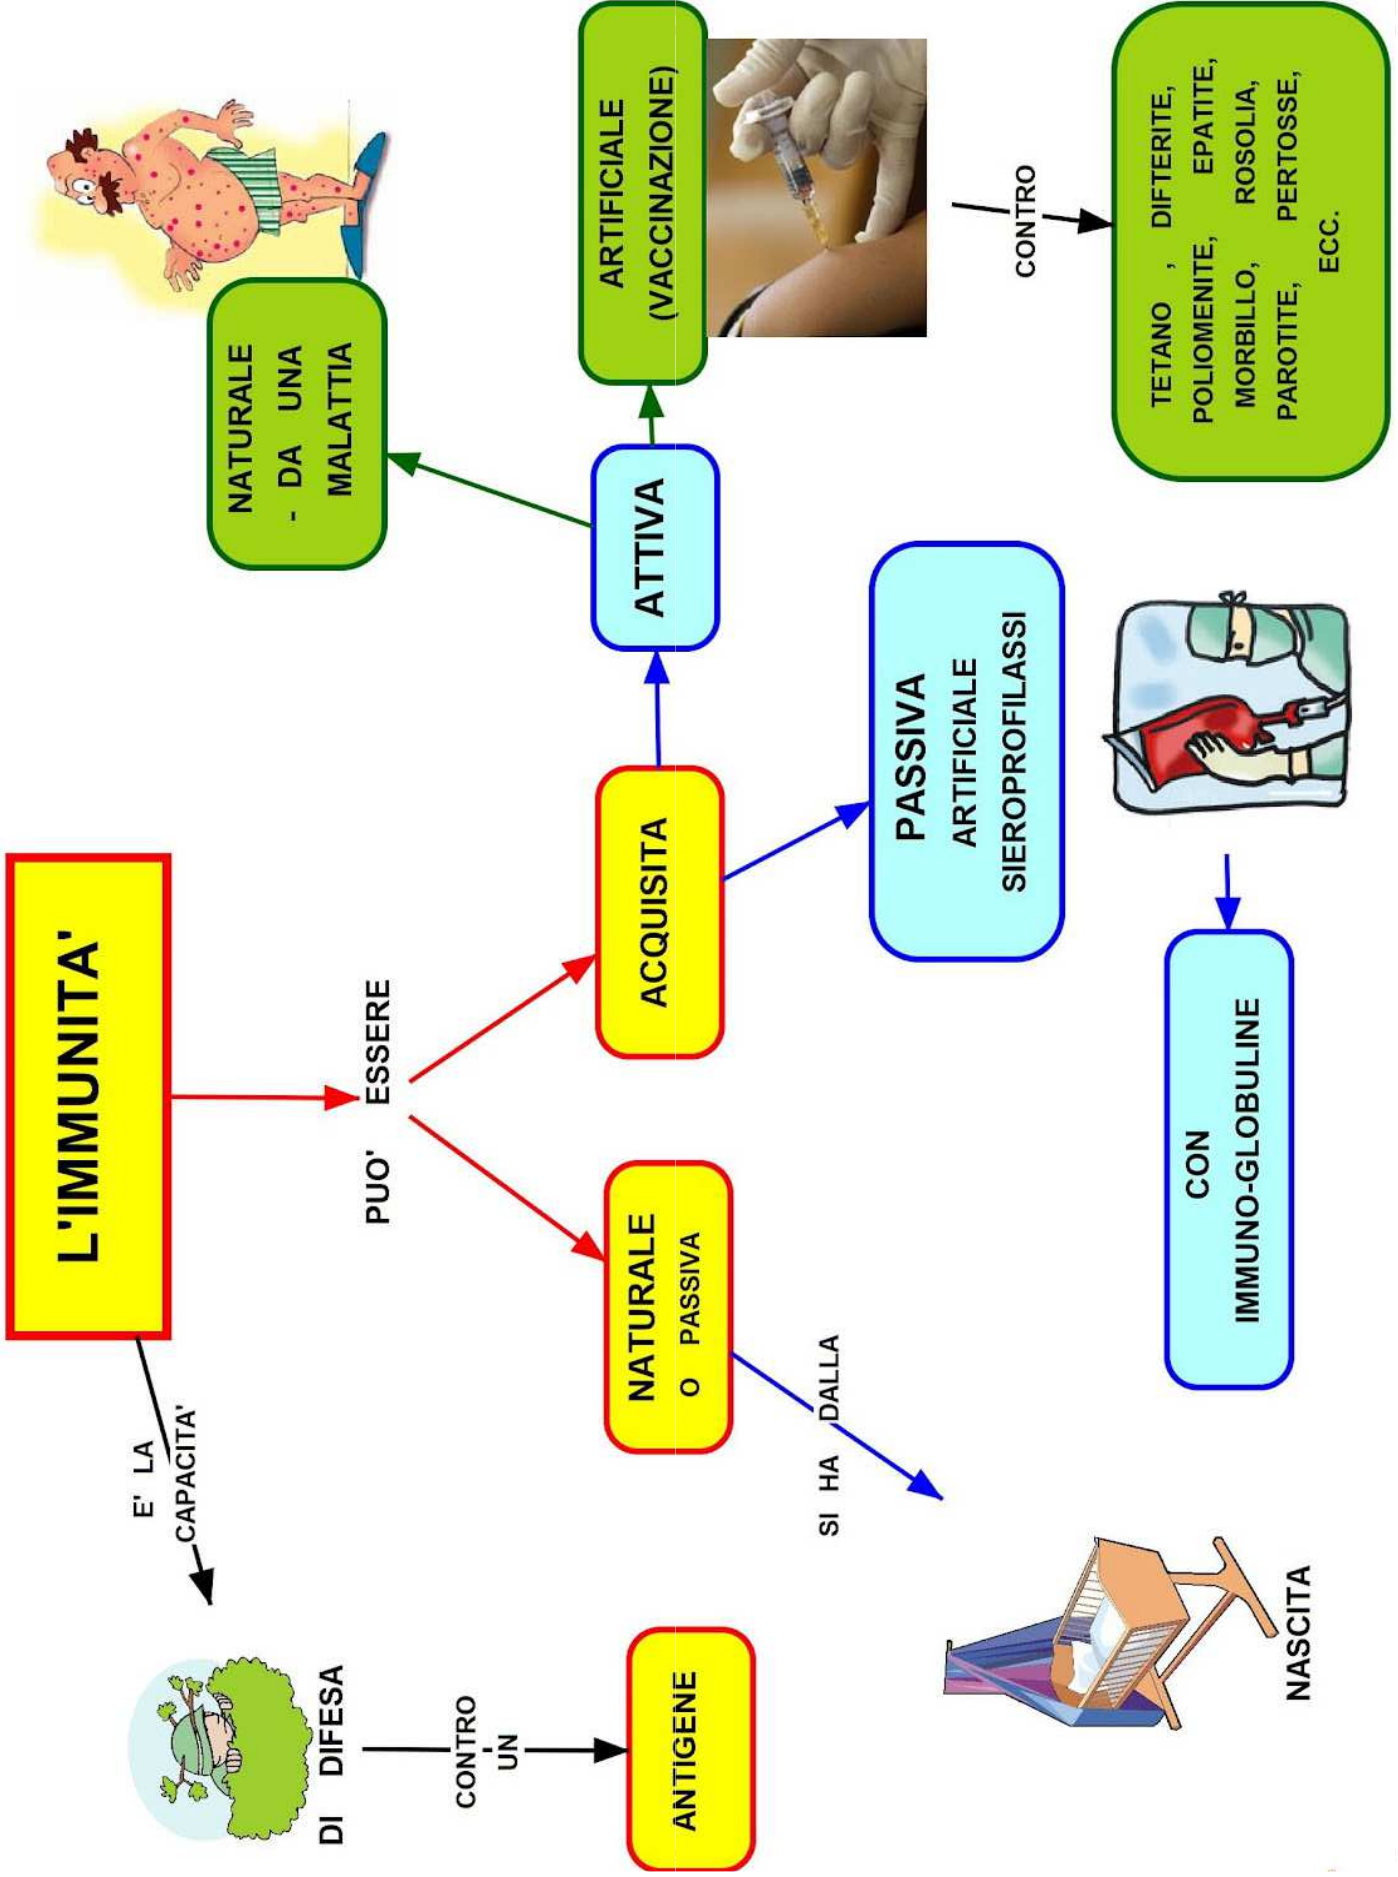 L'IMMUNITA'
E' LA
CAPACITA'
DI DIFESA
CONTRO
UN
ANTIGENE
PUO' ESSERE
NATURALE
O PASSIVA
SI HA DALLA
NASCITA
ACQUISITA
PASSIVA
ARTIFICIALE
SIEROPROFILASSI
CON
IMMUNO-GLOBULINE
ATTIVA
NATURALE
- DA UNA
MALATTIA
ARTIFICIALE
(VACCINAZIONE)
CONTRO
TETANO , DIFTERITE,
POLIOMENITE, EPATITE,
MORBILLO, ROSOLIA,
PAROTITE, PERTOSSE,
ECC.